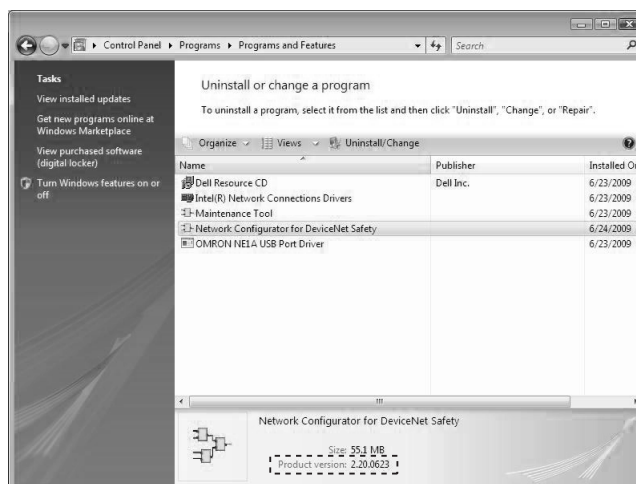 Control Panel ▸ Programs ▸ Programs and Features
Search
Tasks
View installed updates
Get new programs online at
Windows Marketplace
View purchased software
(digital locker)
Turn Windows features on or
off
Uninstall or change a program
To uninstall a program, select it from the list and then click "Uninstall", "Change", or "Repair".
Organize Views Uninstall/Change
Name Publisher Installed O
Dell Resource CD Dell Inc. 6/23/2009
Intel(R) Network Connections Drivers 6/23/2009
Maintenance Tool 6/23/2009
Network Configurator for DeviceNet Safety 6/24/2009
OMRON NE1A USB Port Driver 6/23/2009
Network Configurator for DeviceNet Safety
Size: 55.1 MB
Product version: 2.20.0623